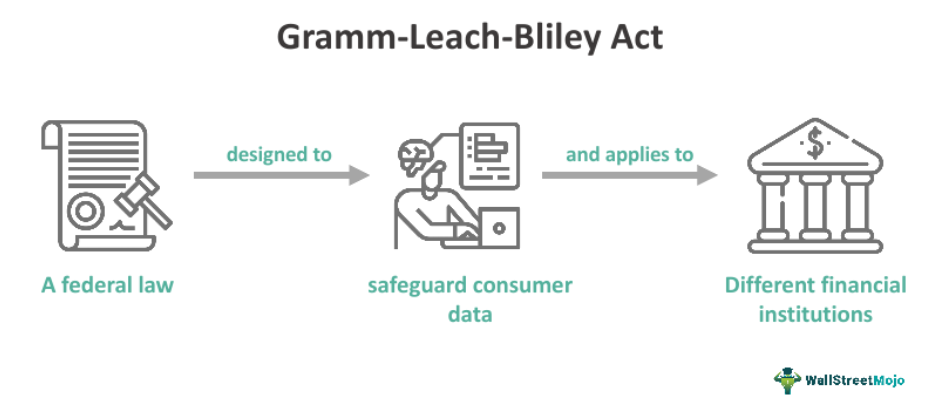 Gramm-Leach-Bliley Act
designed to
and applies to
A federal law
safeguard consumer
data
Different financial
institutions
$
WallStreetMojo